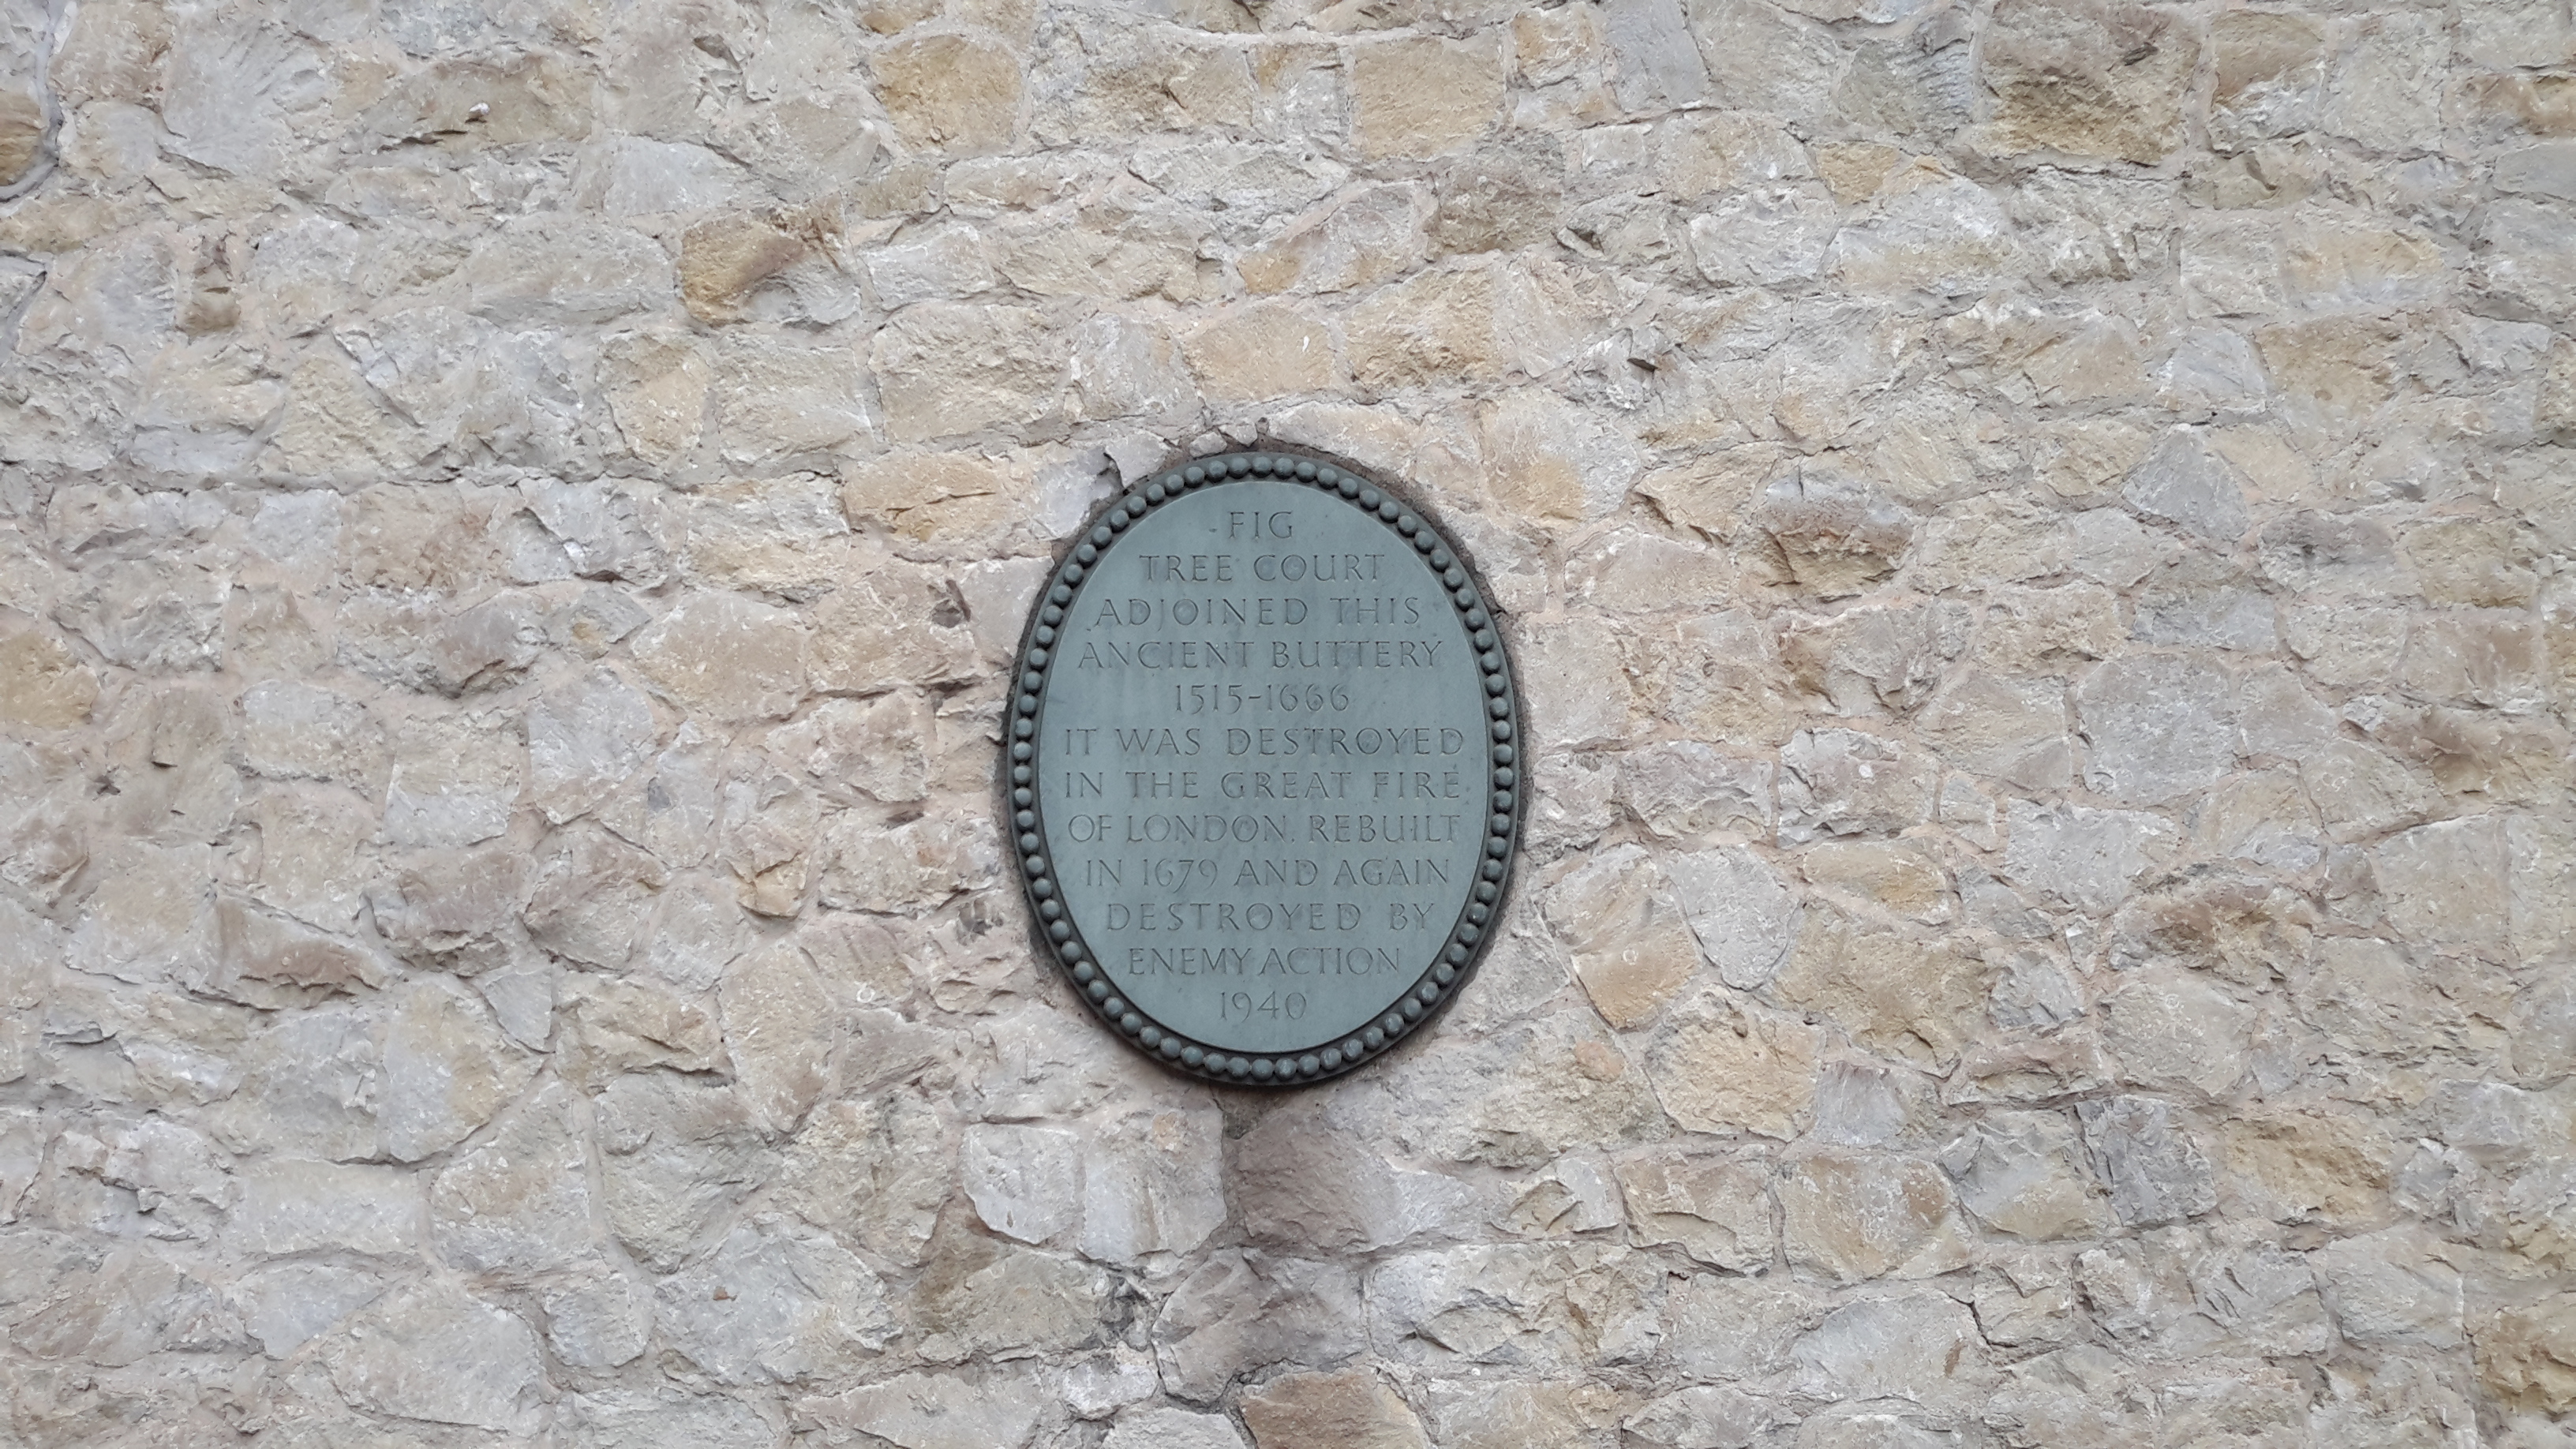 FIG
TREE COURT
ADJOINED THIS
ANCIENT BUTTERY
1515-1666
IT WAS DESTROYED
IN THE GREAT FIRE
OF LONDON. REBUILT
IN 1679 AND AGAIN
DESTROYED BY
ENEMY ACTION
1940